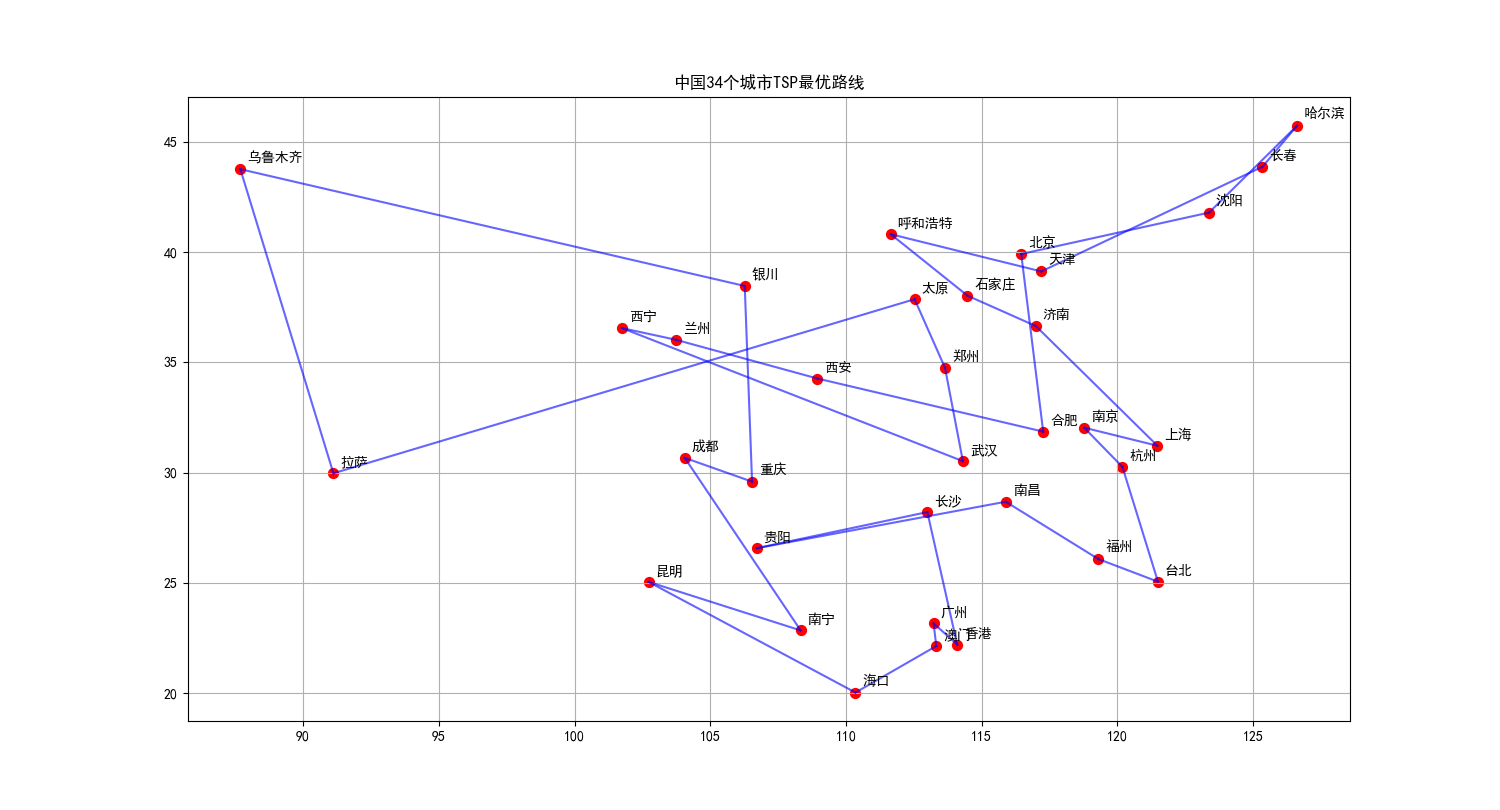 中国34个城市TSP最优路线
哈尔滨
45
长春
乌鲁木齐
沈阳
呼和浩特
北京
40
天津
银川
石家庄
太原
济南
西宁
兰州
35
郑州
西安
南京
合肥
上海
成都
武汉
杭州
30
拉萨
重庆
南昌
长沙
贵阳
福州
25
昆明
台北
广州
南宁
澳门
香港
20
海口
90
95
100
105
110
115
120
125